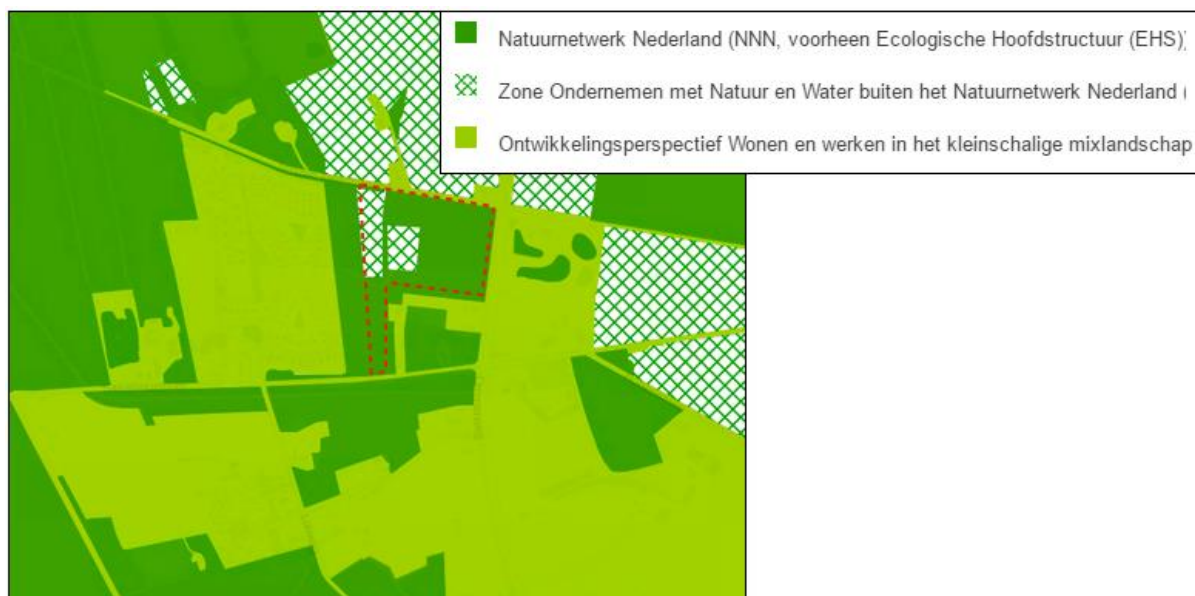 Natuurnetwerk Nederland (NNN, voorheen Ecologische Hoofdstructuur (EHS)
Zone Ondernemen met Natuur en Water buiten het Natuurnetwerk Nederland (
Ontwikkelingsperspectief Wonen en werken in het kleinschalige mixlandschap